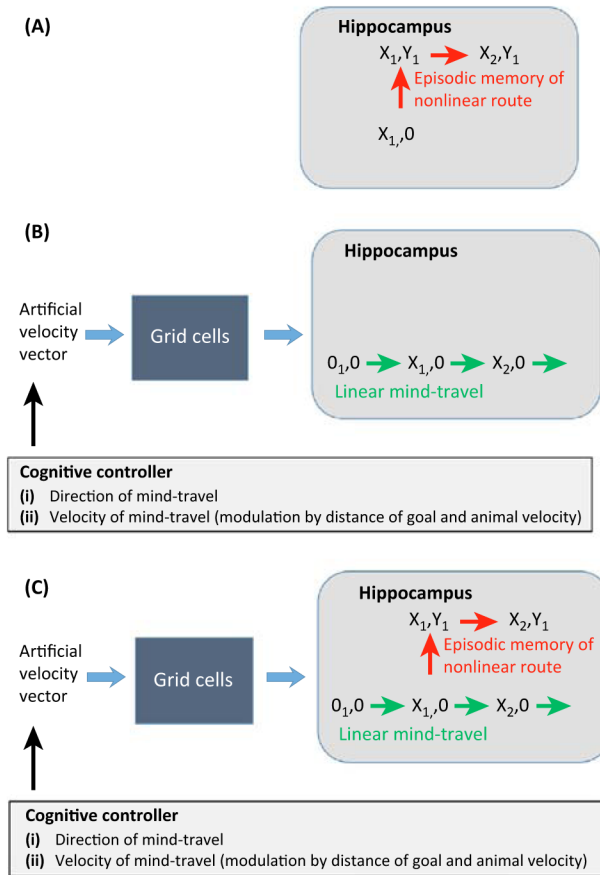 (A)
Hippocampus
X₁,Y₁ X₂,Y₁
Episodic memory of
nonlinear route
X₁,,0
(B)
Hippocampus
Artificial
velocity
vector
Grid cells
0₁,0 X₁,,0 X₂,0
Linear mind-travel
Cognitive controller
(i) Direction of mind-travel
(ii) Velocity of mind-travel (modulation by distance of goal and animal velocity)
(C)
Hippocampus
X₁,Y₁ X₂,Y₁
Episodic memory of
nonlinear route
Artificial
velocity
vector
Grid cells
0₁,0 X₁,,0 X₂,0
Linear mind-travel
Cognitive controller
(i) Direction of mind-travel
(ii) Velocity of mind-travel (modulation by distance of goal and animal velocity)